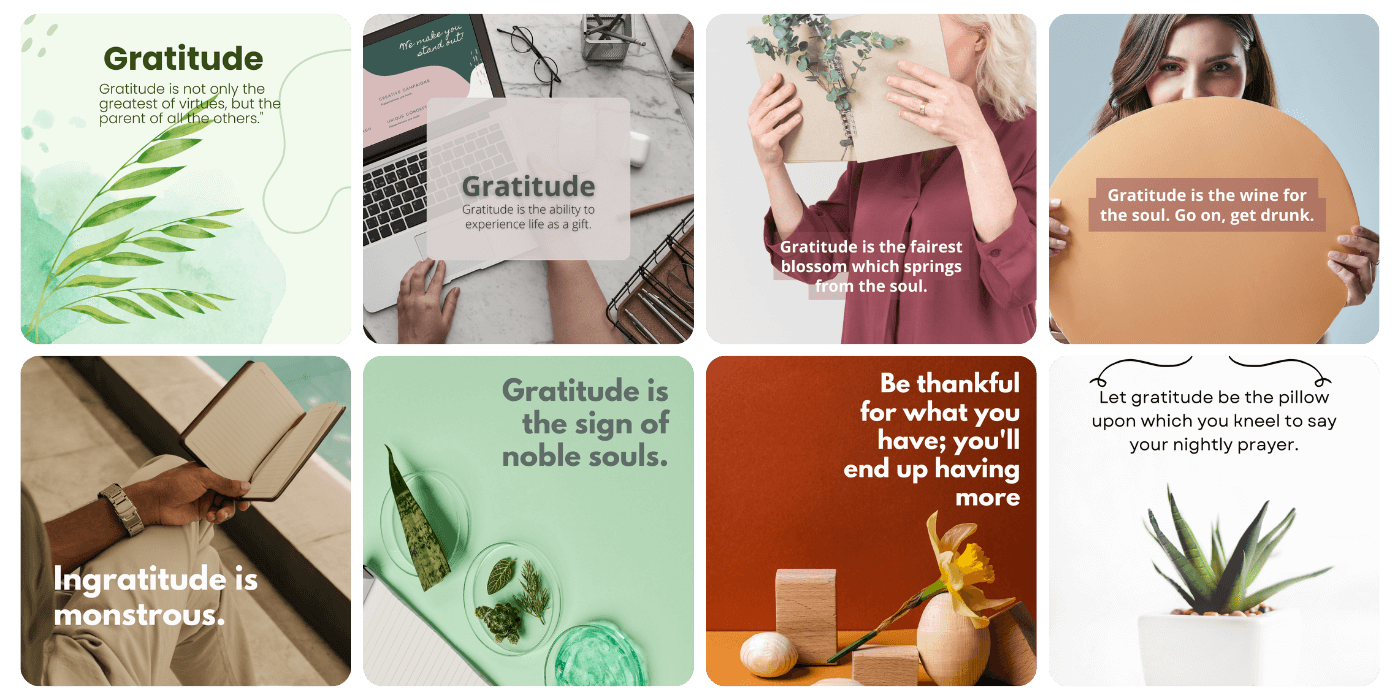 Gratitude
Gratitude is not only the
greatest of virtues, but the
parent of all the others."
We make you
stand out!
CREATIVE CAMPAIGNS
UNIQUE CONCEPTS
Gratitude
Gratitude is the ability to
experience life as a gift.
Gratitude is the fairest
blossom which springs
from the soul.
Gratitude is the wine for
the soul. Go on, get drunk.
Ingratitude is
monstrous.
Gratitude is
the sign of
noble souls.
Be thankful
for what you
have; you'll
end up having
more
Let gratitude be the pillow
upon which you kneel to say
your nightly prayer.